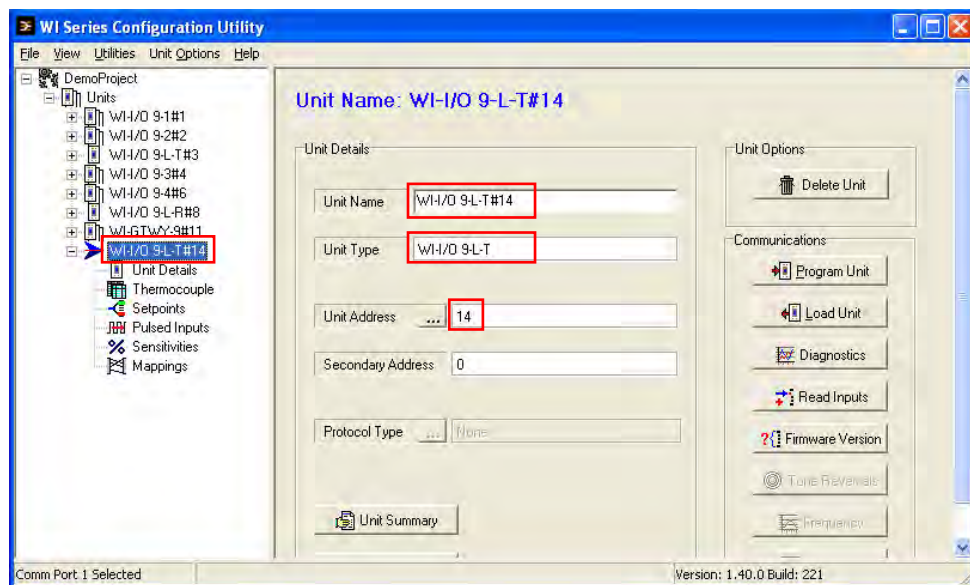 WI Series Configuration Utility
File View Utilities Unit Options Help
DemoProject
Units
WI-I/O 9-1#1
WI-I/O 9-2#2
WI-I/O 9-L-T#3
WI-I/O 9-3#4
WI-I/O 9-4#6
WI-I/O 9-L-R#8
WI-GTWY-9#11
WI-I/O 9-L-T#14
Unit Details
Thermocouple
Setpoints
Pulsed Inputs
Sensitivities
Mappings
Unit Name: WI-I/O 9-L-T#14
Unit Details
Unit Name WI-I/O 9-L-T#14
Unit Type WI-I/O 9-L-T
Unit Address ... 14
Secondary Address 0
Protocol Type ... None
Unit Summary
Unit Options
Delete Unit
Communications
Program Unit
Load Unit
Diagnostics
Read Inputs
Firmware Version
Tone Reversals
Frequency
Comm Port 1 Selected
Version: 1.40.0 Build: 221